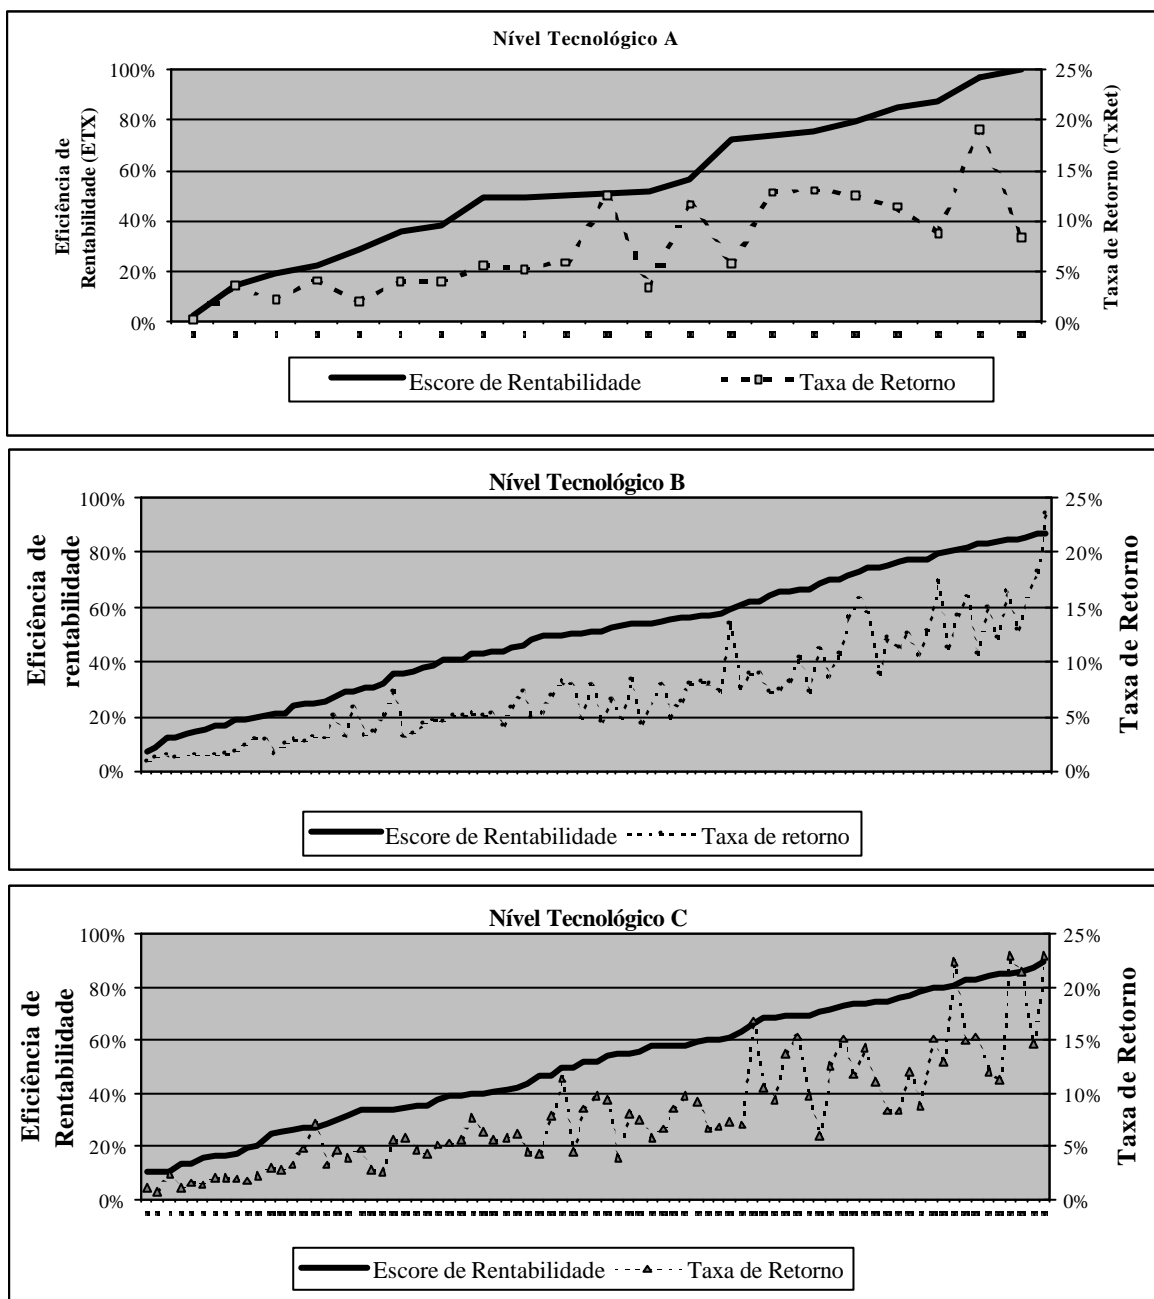 Nível Tecnológico A
Eficiência de
Rentabilidade (ETX)
100%
80%
60%
40%
20%
0%
25%
20%
15%
10%
5%
0%
Taxa de Retorno (TxRet)
Escore de Rentabilidade
Taxa de Retorno
Nível Tecnológico B
Eficiência de
rentabilidade
100%
80%
60%
40%
20%
0%
25%
20%
15%
10%
5%
0%
Taxa de Retorno
Escore de Rentabilidade
Taxa de retorno
Nível Tecnológico C
Eficiência de
Rentabilidade
100%
80%
60%
40%
20%
0%
25%
20%
15%
10%
5%
0%
Taxa de Retorno
Escore de Rentabilidade
Taxa de Retorno